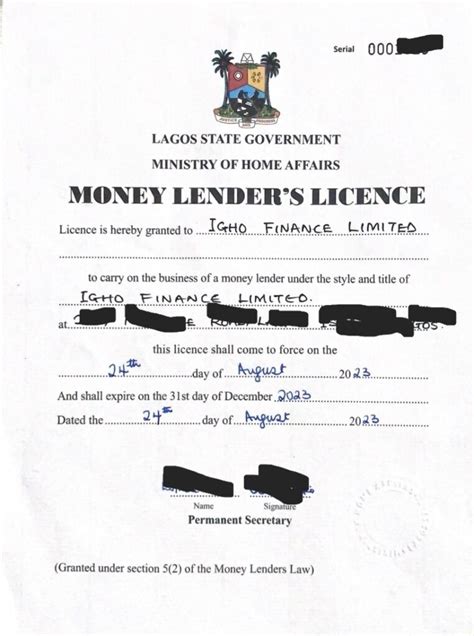 Serial 000
LAGOS STATE GOVERNMENT
MINISTRY OF HOME AFFAIRS
MONEY LENDER'S LICENCE
Licence is hereby granted to IGHO FINANCE LIMITED
to carry on the business of a money lender under the style and title of
IGHO FINANCE LIMITED.
at
this licence shall come to force on the
24th day of August 2023
And shall expire on the 31st day of December 2023
Dated the 24th day of August 2023
Name Signature
Permanent Secretary
(Granted under section 5(2) of the Money Lenders Law)